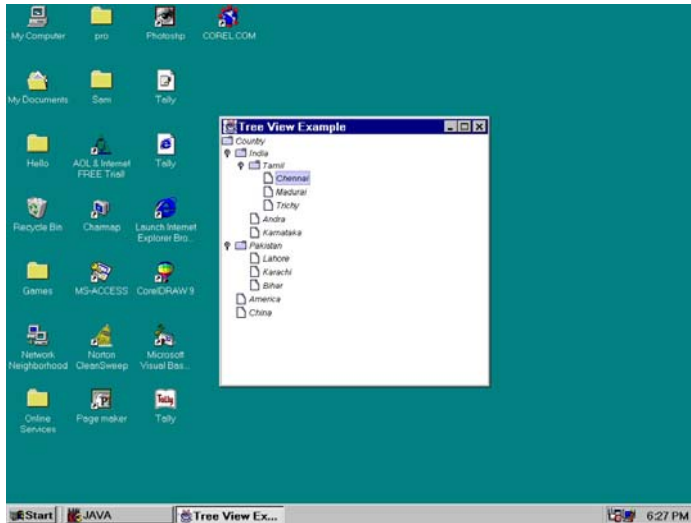 My Computer
pro
Photoshp
COREL.COM
My Documents
Sam
Tally
Hello
AOL & Internet
FREE Trial!
Tally
Recycle Bin
Charmap
Launch Internet
Explorer Bro...
Games
MS-ACCESS
CorelDRAW 9
Network
Neighborhood
Norton
CleanSweep
Microsoft
Visual Bas...
Online
Services
Page maker
Tally
Tally
Tree View Example
Country
India
Tamil
Chennai
Madurai
Trichy
Andra
Karnataka
Pakistan
Lahore
Karachi
Bihar
America
China
Start
JAVA
Tree View Ex...
6:27 PM